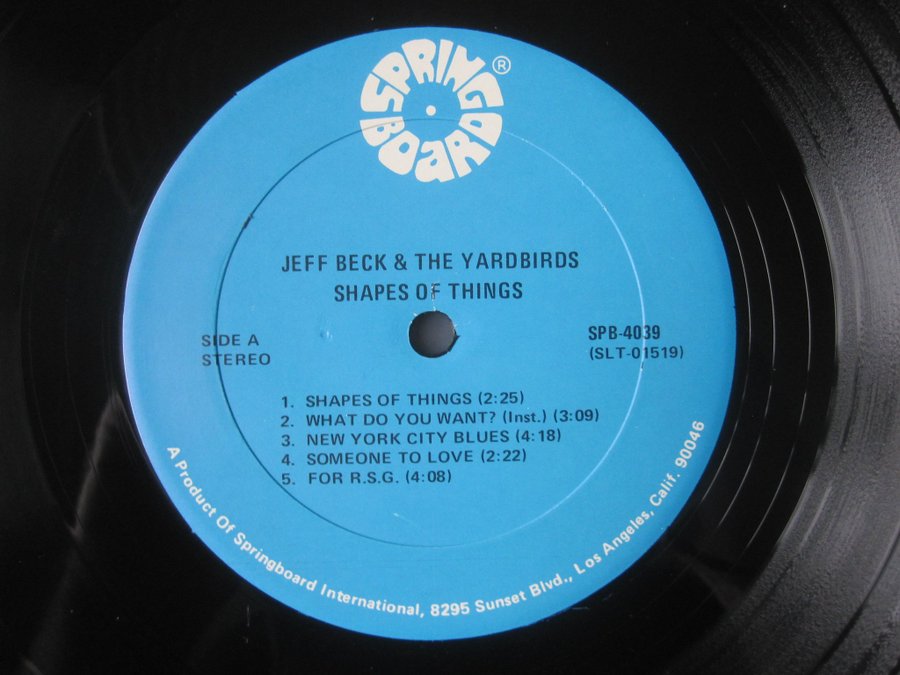 SPRING
BOARD
®
JEFF BECK & THE YARDBIRDS
SHAPES OF THINGS
SIDE A
STEREO
SPB-4039
(SLT-01519)
1. SHAPES OF THINGS (2:25)
2. WHAT DO YOU WANT? (Inst.) (3:09)
3. NEW YORK CITY BLUES (4:18)
4. SOMEONE TO LOVE (2:22)
5. FOR R.S.G. (4:08)
A Product Of Springboard International, 8295 Sunset Blvd., Los Angeles, Calif. 90046